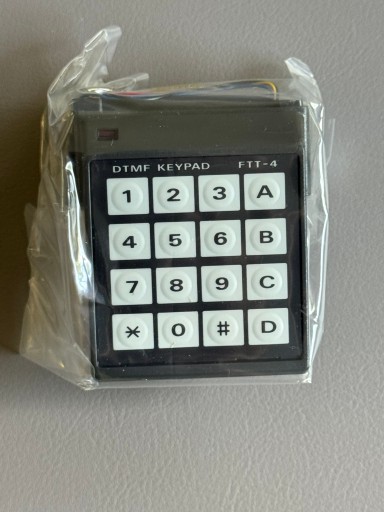 DTMF KEYPAD FTT-4
1 2 3 A
4 5 6 B
7 8 9 C
* 0 # D